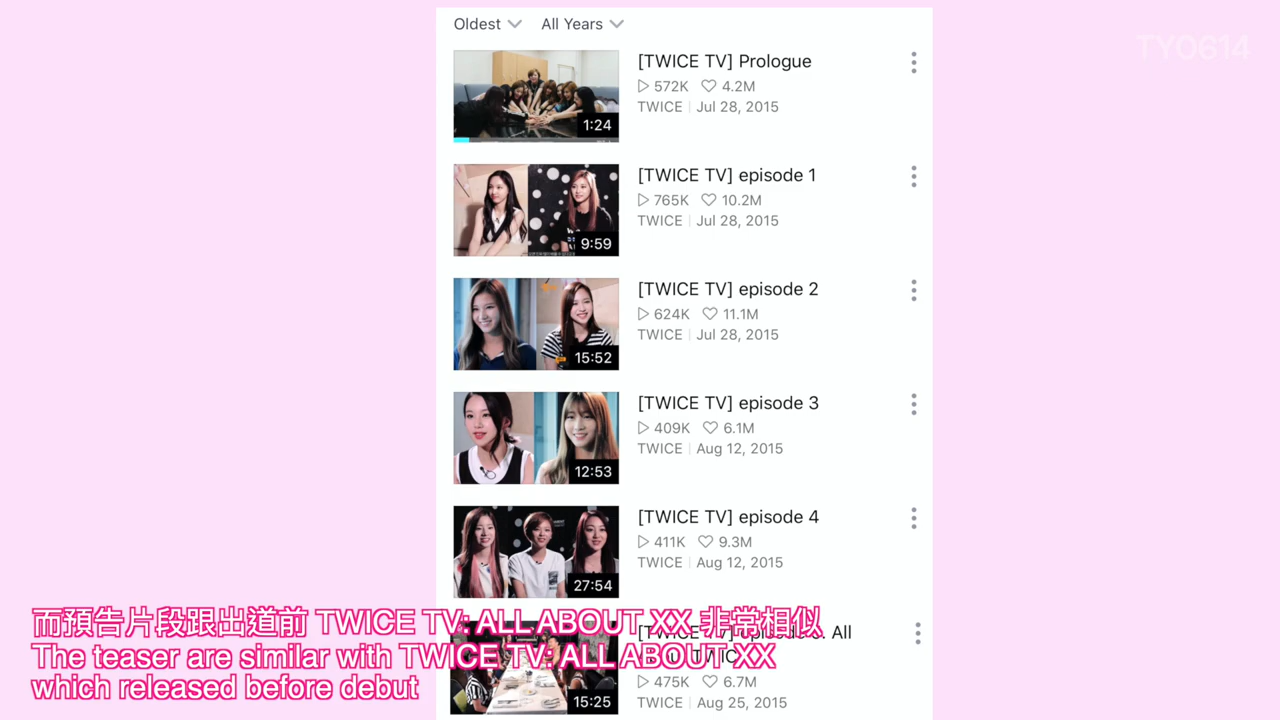 Oldest All Years
TY0614
[TWICE TV] Prologue
572K 4.2M
TWICE Jul 28, 2015
1:24
[TWICE TV] episode 1
765K 10.2M
TWICE Jul 28, 2015
9:59
[TWICE TV] episode 2
624K 11.1M
TWICE Jul 28, 2015
15:52
[TWICE TV] episode 3
409K 6.1M
TWICE Aug 12, 2015
12:53
[TWICE TV] episode 4
411K 9.3M
TWICE Aug 12, 2015
27:54
而預告片段跟出道前 TWICE TV: ALL ABOUT XX 非常相似
The teaser are similar with TWICE TV: ALL ABOUT XX
which released before debut
All
475K 6.7M
TWICE Aug 25, 2015
15:25